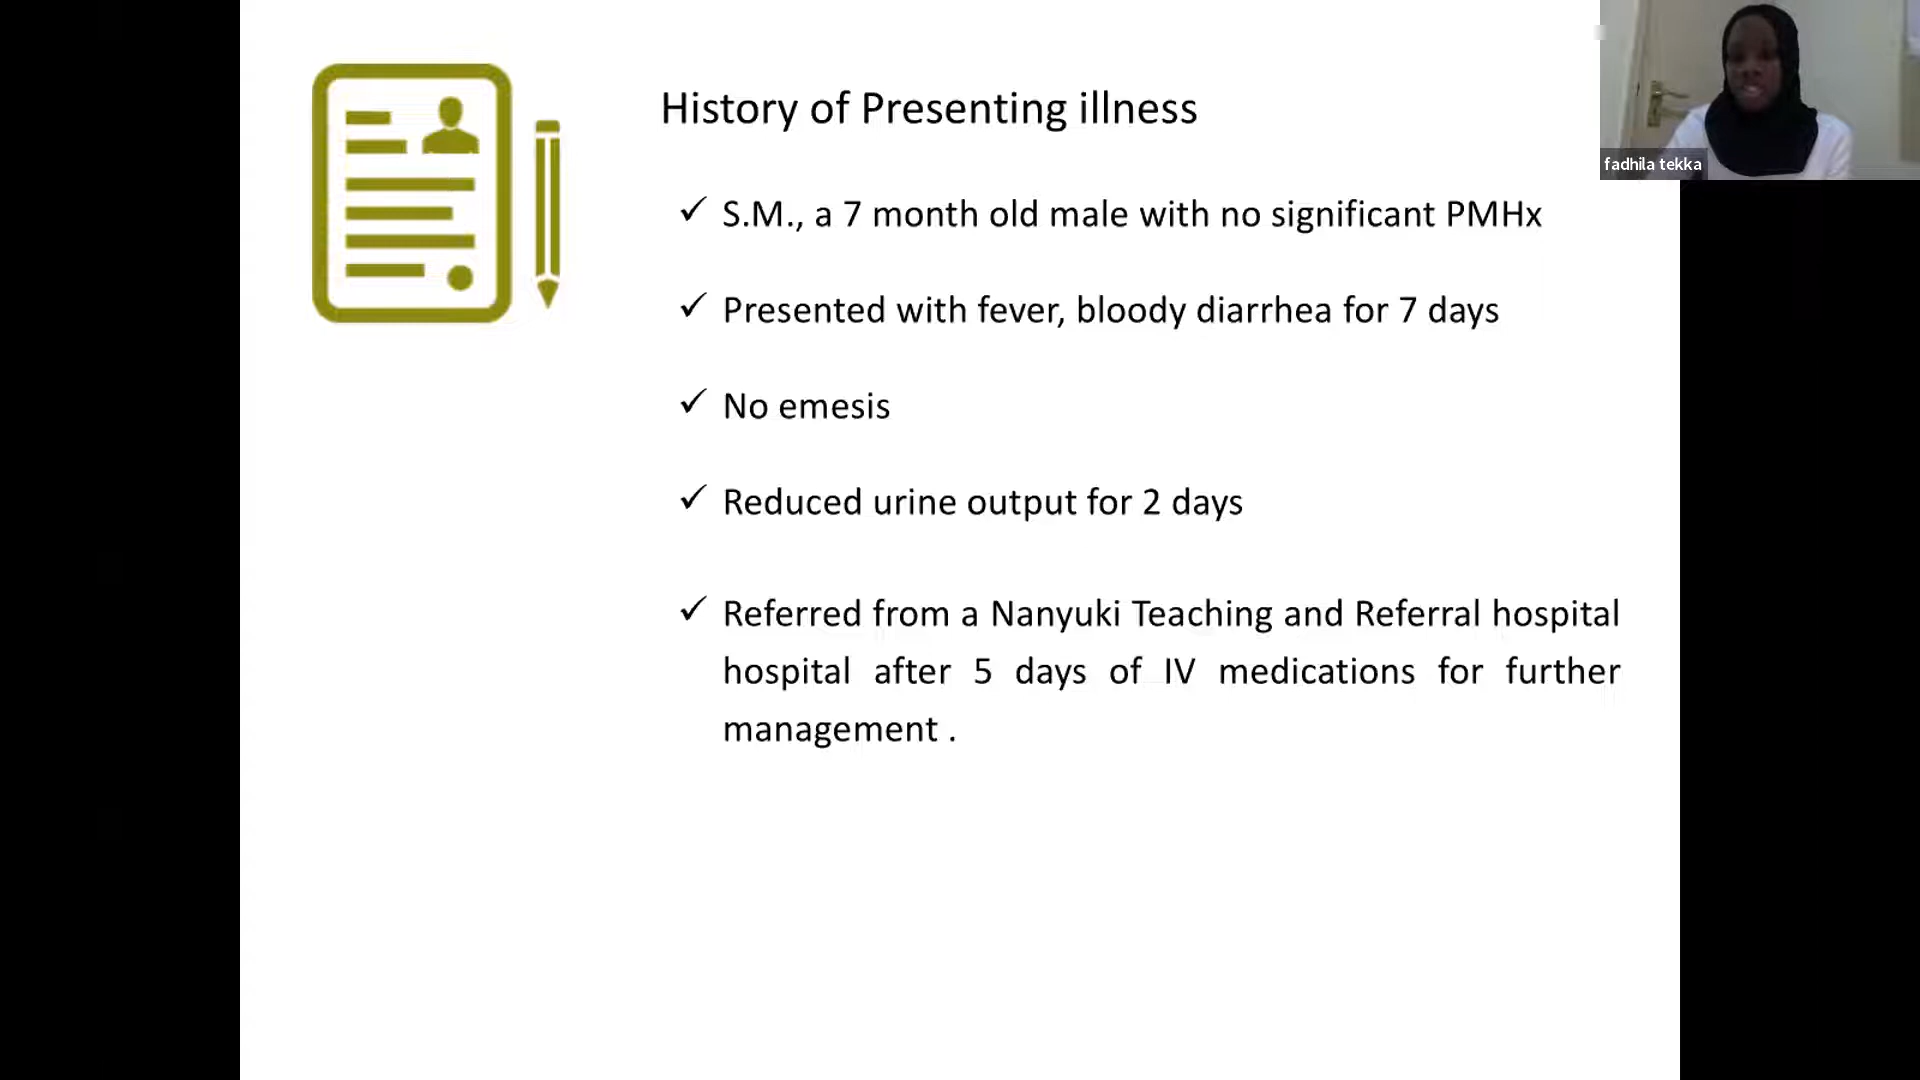 History of Presenting illness
fadhila tekka
✓ S.M., a 7 month old male with no significant PMHx
✓ Presented with fever, bloody diarrhea for 7 days
✓ No emesis
✓ Reduced urine output for 2 days
✓ Referred from a Nanyuki Teaching and Referral hospital
hospital after 5 days of IV medications for further
management .